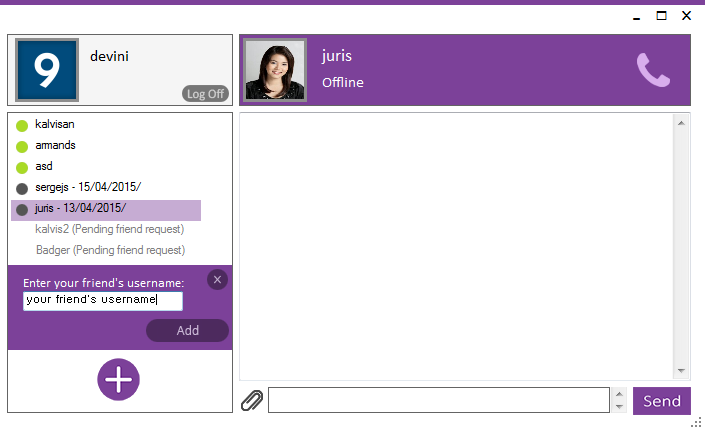 9
devini
Log Off
juris
Offline
kalvisan
armands
asd
sergejs - 15/04/2015/
juris - 13/04/2015/
kalvis2 (Pending friend request)
Badger (Pending friend request)
Enter your friend's username:
your friend's username
Add
Send